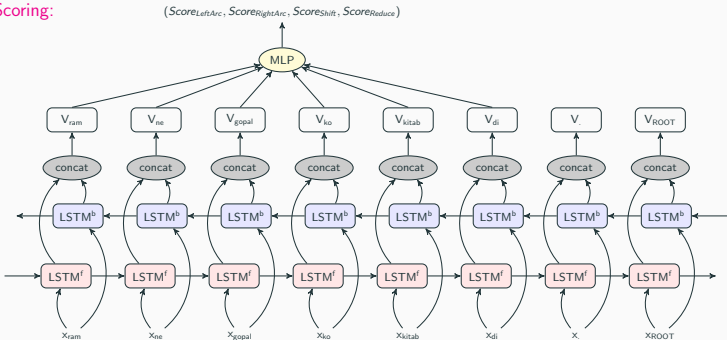 Scoring:
(Score_LeftArc, Score_RightArc, Score_Shift, Score_Reduce)
MLP
V_ram V_ne V_gopal V_ko V_kitab V_di V_. V_ROOT
concat concat concat concat concat concat concat concat
LSTM^b LSTM^b LSTM^b LSTM^b LSTM^b LSTM^b LSTM^b LSTM^b
LSTM^f LSTM^f LSTM^f LSTM^f LSTM^f LSTM^f LSTM^f LSTM^f
x_ram x_ne x_gopal x_ko x_kitab x_di x_. x_ROOT